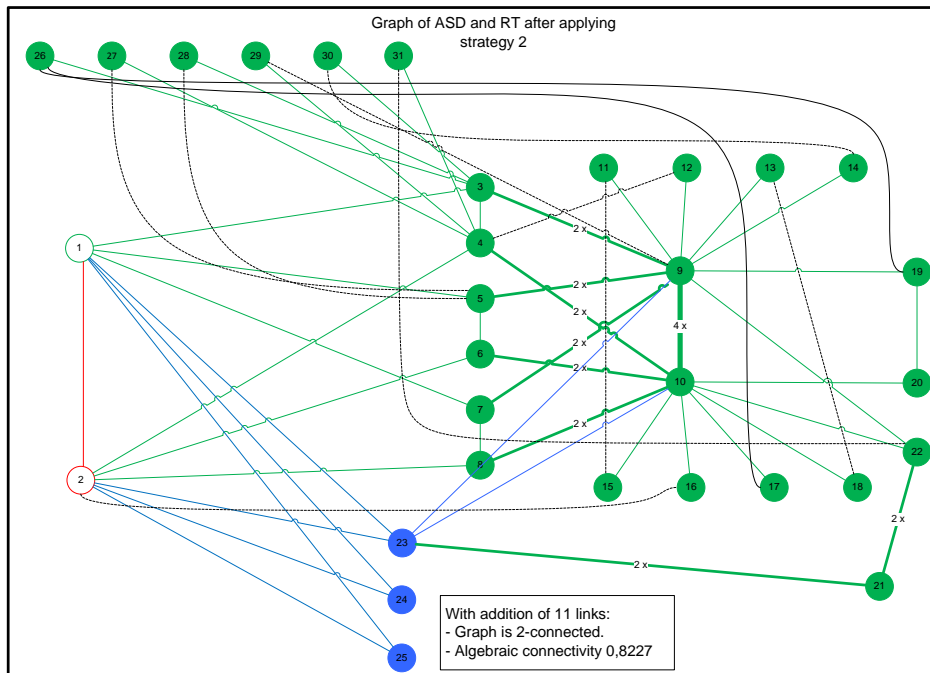 Graph of ASD and RT after applying
strategy 2
26 27 28 29 30 31
11 12 13 14
3
2 x
4
1
9 19
5
2 x
4 x
2 x
6
2 x
10 20
7
2 x
22
8
2
15 16 17 18
2 x
23
2 x
21
24
25
With addition of 11 links:
- Graph is 2-connected.
- Algebraic connectivity 0,8227